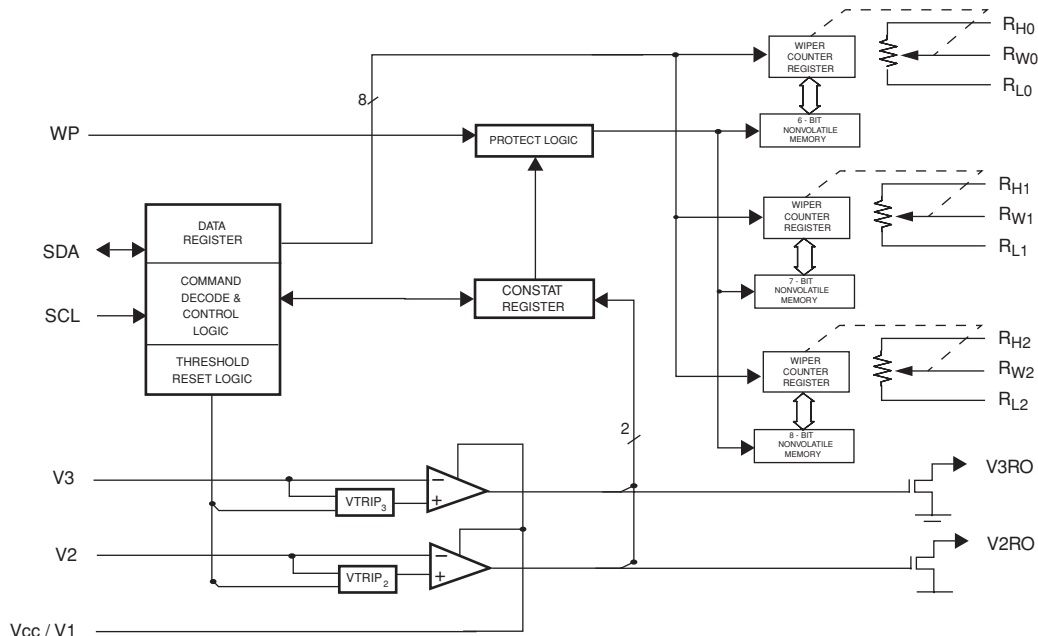 RH0
WIPER
COUNTER
REGISTER
RW0
RL0
8
WP
PROTECT LOGIC
6 - BIT
NONVOLATILE
MEMORY
RH1
WIPER
COUNTER
REGISTER
RW1
RL1
DATA
REGISTER
SDA
COMMAND
DECODE &
CONTROL
LOGIC
SCL
CONSTAT
REGISTER
7 - BIT
NONVOLATILE
MEMORY
THRESHOLD
RESET LOGIC
RH2
WIPER
COUNTER
REGISTER
RW2
RL2
2
8 - BIT
NONVOLATILE
MEMORY
V3
VTRIP3
−
+
V3RO
V2
VTRIP2
−
+
V2RO
Vcc / V1